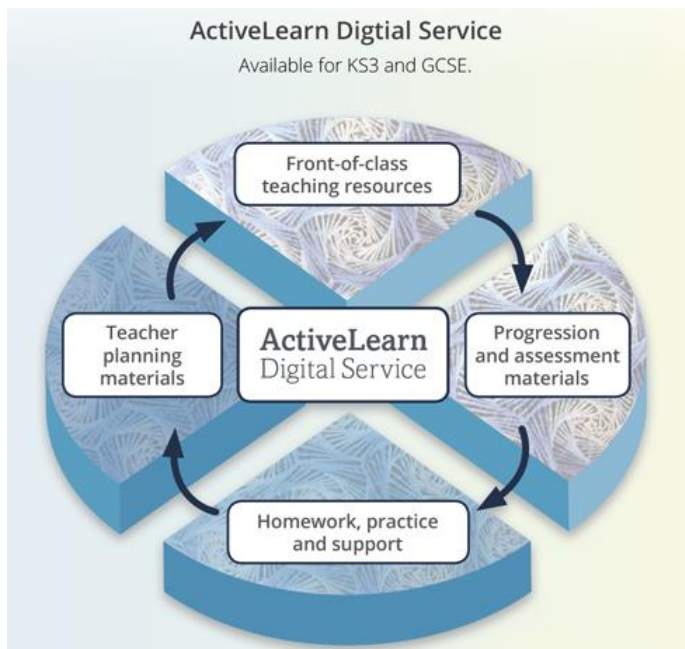 ActiveLearn Digtial Service
Available for KS3 and GCSE.
Front-of-class
teaching resources
Teacher
planning
materials
ActiveLearn
Digital Service
Progression
and assessment
materials
Homework, practice
and support